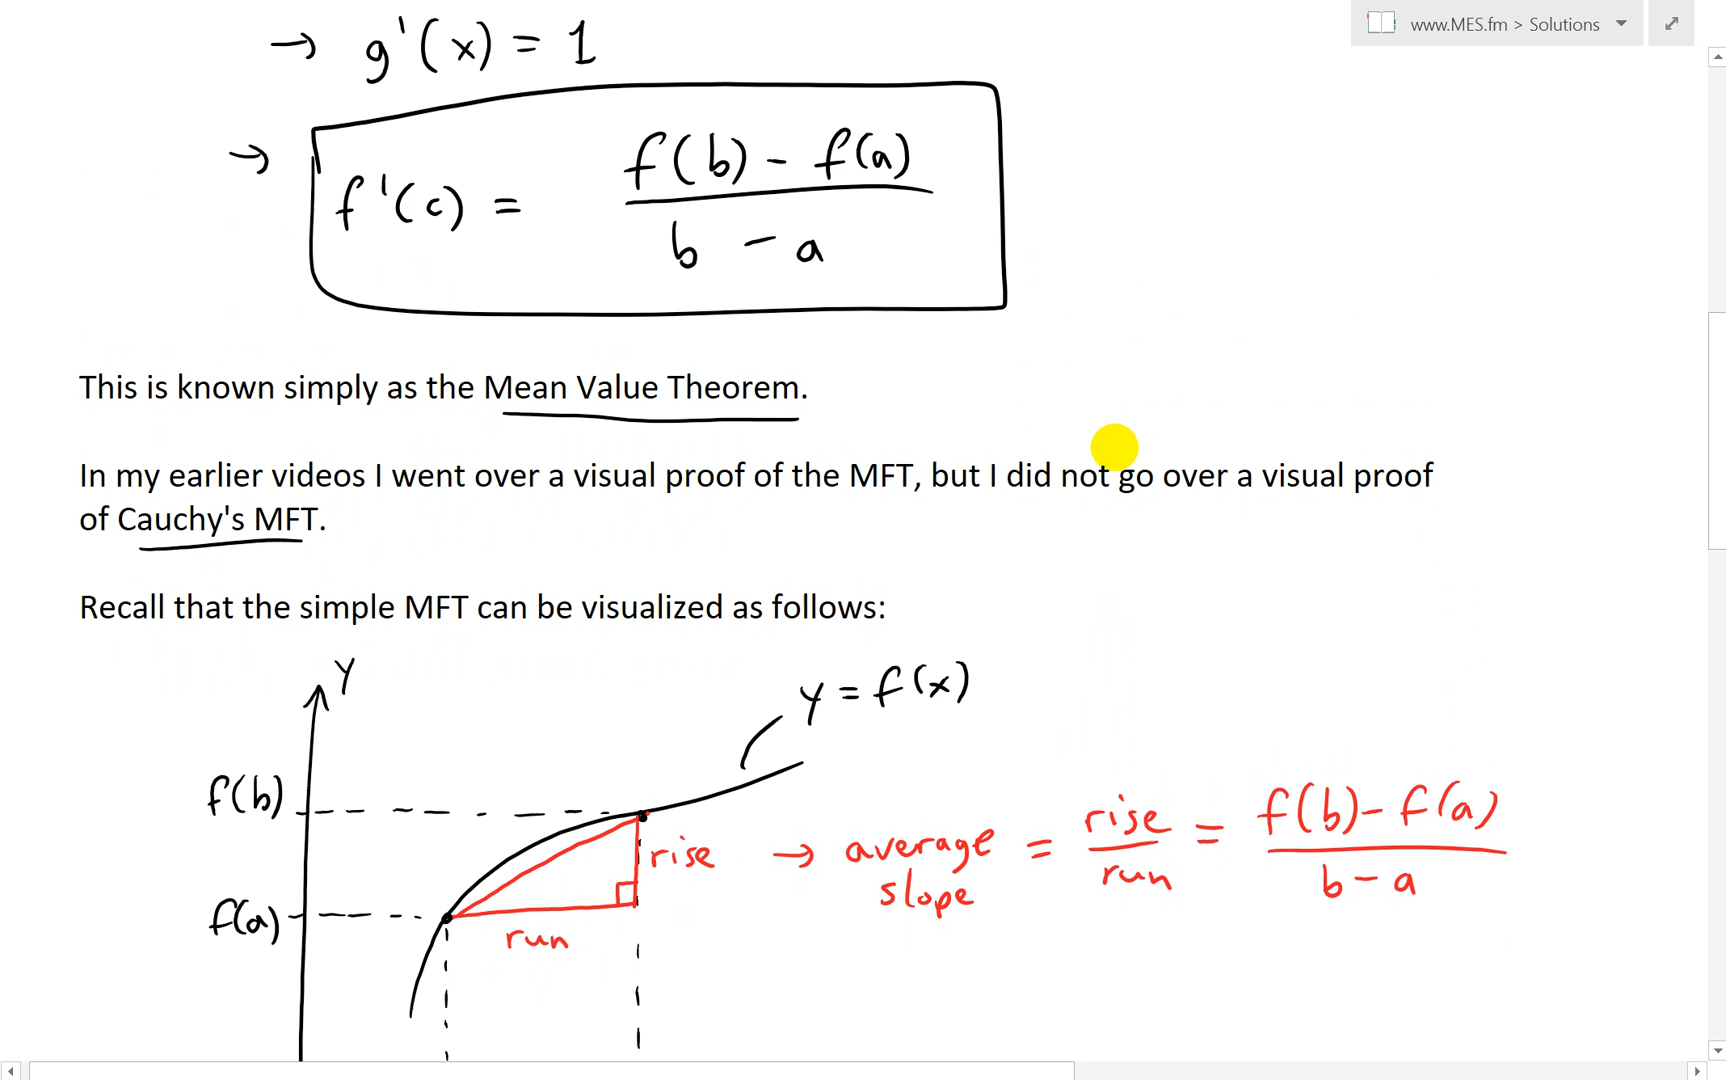 www.MES.fm > Solutions
→ g'(x) = 1
→ f'(c) = f(b) - f(a)
b - a
This is known simply as the Mean Value Theorem.
In my earlier videos I went over a visual proof of the MFT, but I did not go over a visual proof
of Cauchy's MFT.
Recall that the simple MFT can be visualized as follows:
Y
y = f(x)
f(b)
rise → average slope = rise / run = f(b) - f(a) / b - a
f(a)
run